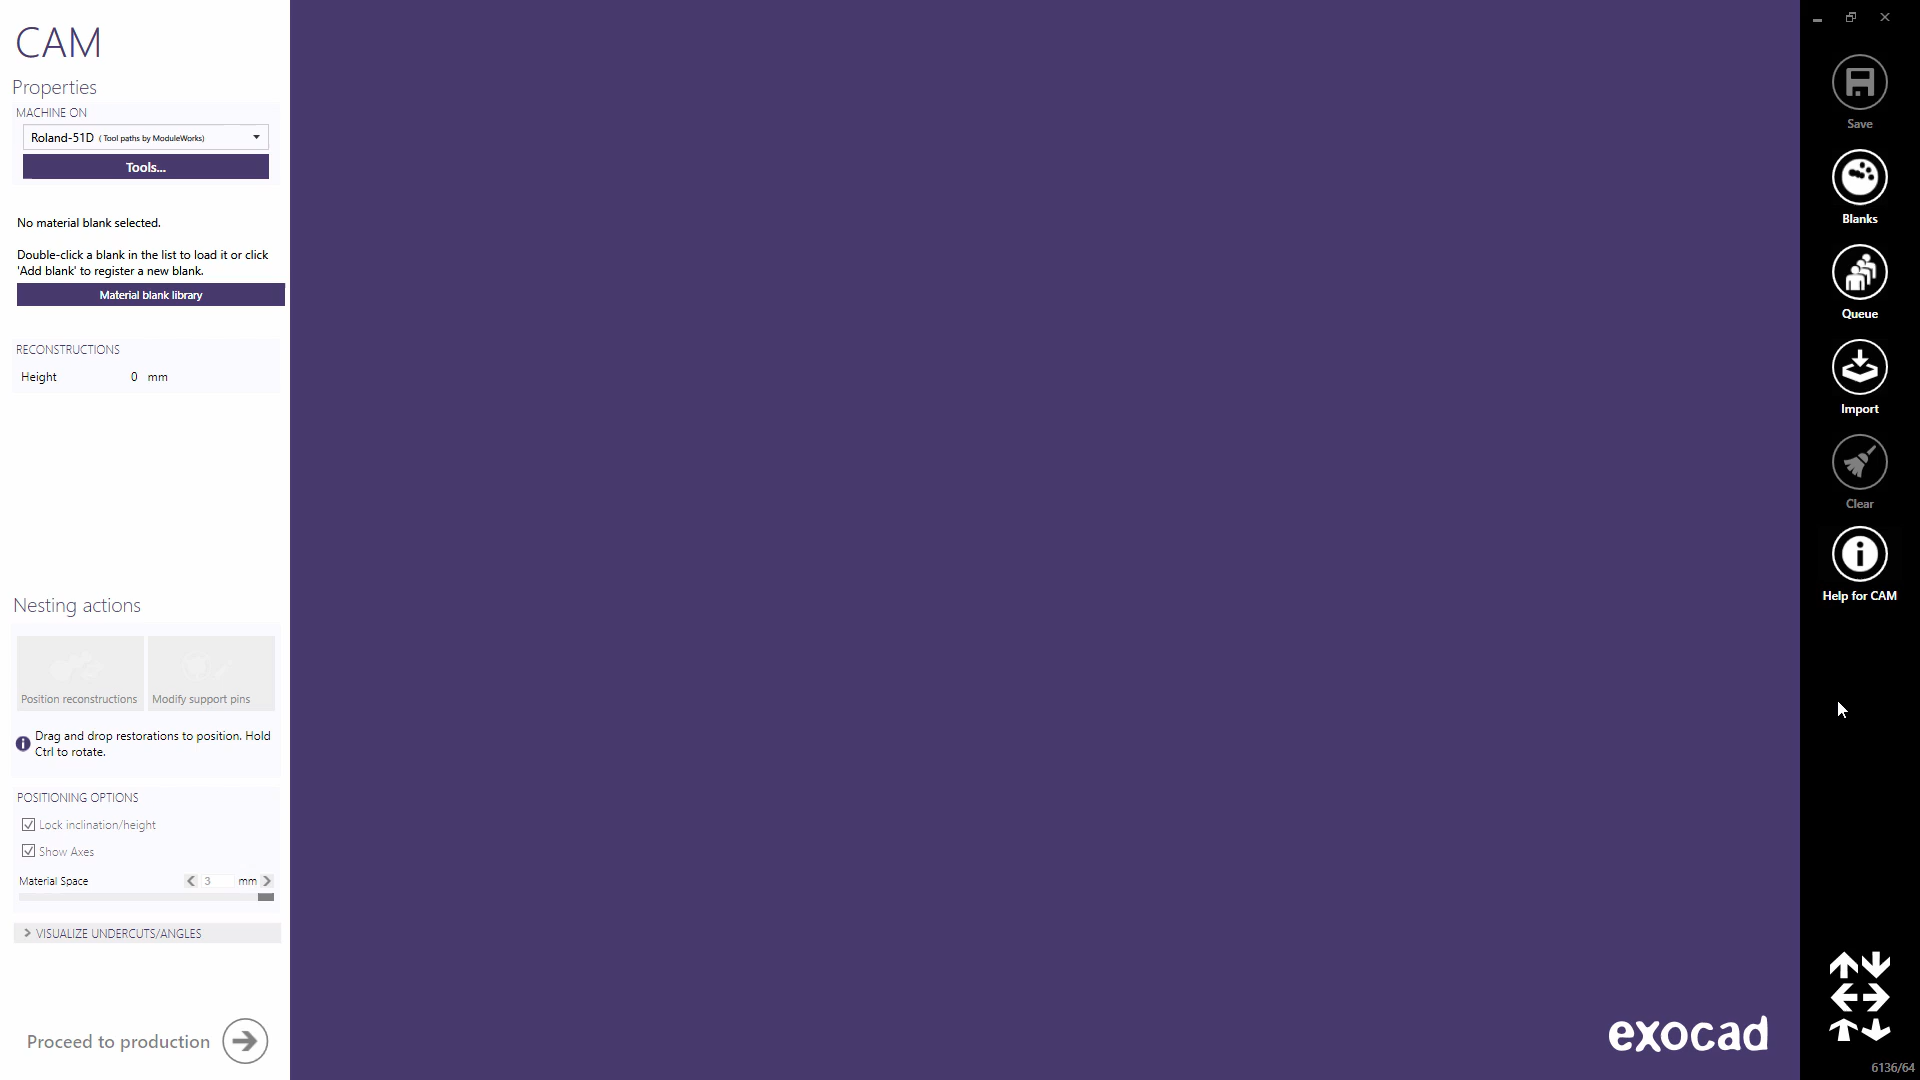 CAM
Properties
MACHINE ON
Roland-51D ( Tool paths by ModuleWorks)
Tools...
No material blank selected.
Double-click a blank in the list to load it or click
'Add blank' to register a new blank.
Material blank library
RECONSTRUCTIONS
Height 0 mm
Nesting actions
Position reconstructions
Modify support pins
Drag and drop restorations to position. Hold
Ctrl to rotate.
POSITIONING OPTIONS
Lock inclination/height
Show Axes
Material Space 3 mm
VISUALIZE UNDERCUTS/ANGLES
Proceed to production
exocad
Save
Blanks
Queue
Import
Clear
Help for CAM
6136/64